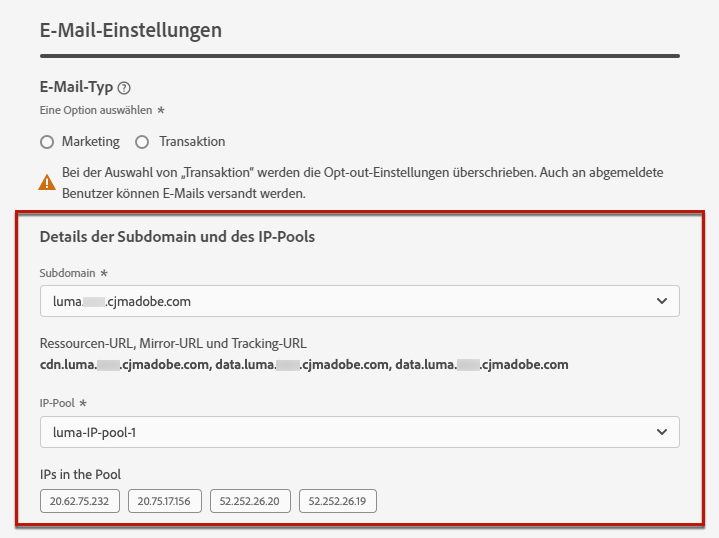 E-Mail-Einstellungen
E-Mail-Typ ?
Eine Option auswählen *
Marketing Transaktion
Bei der Auswahl von „Transaktion“ werden die Opt-out-Einstellungen überschrieben. Auch an abgemeldete
Benutzer können E-Mails versandt werden.
Details der Subdomain und des IP-Pools
Subdomain *
luma. .cjmadobe.com
Ressourcen-URL, Mirror-URL und Tracking-URL
cdn.luma. .cjmadobe.com, data.luma. .cjmadobe.com, data.luma. .cjmadobe.com
IP-Pool *
luma-IP-pool-1
IPs in the Pool
20.62.75.232 20.75.17.156 52.252.26.20 52.252.26.19